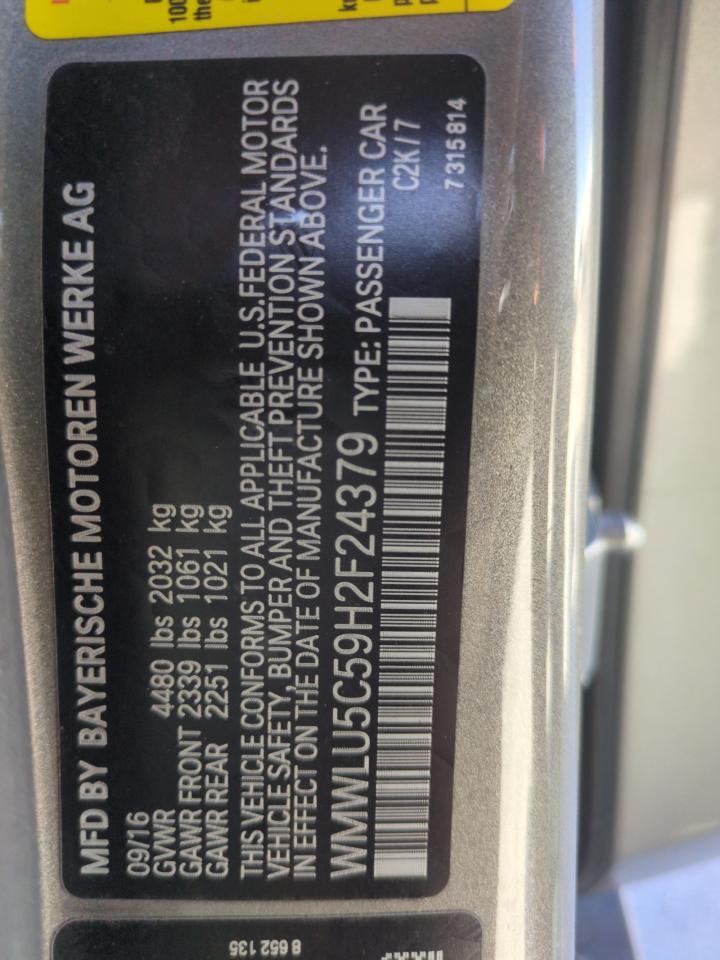 MFD BY BAYERISCHE MOTOREN WERKE AG
09/16
GVWR 4480 lbs 2032 kg
GAWR FRONT 2339 lbs 1061 kg
GAWR REAR 2251 lbs 1021 kg
THIS VEHICLE CONFORMS TO ALL APPLICABLE U.S.FEDERAL MOTOR
VEHICLE SAFETY, BUMPER AND THEFT PREVENTION STANDARDS
IN EFFECT ON THE DATE OF MANUFACTURE SHOWN ABOVE.
WMWLU5C59H2F24379 TYPE: PASSENGER CAR
C2K / 7
7 315 814
8 652 135
100
the